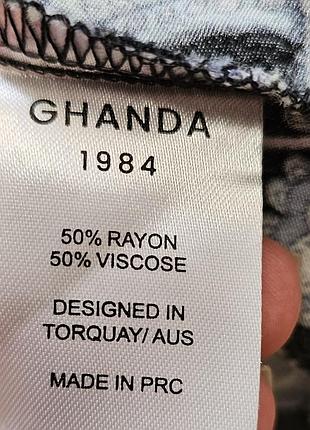 GHANDA
1984
50% RAYON
50% VISCOSE
DESIGNED IN
TORQUAY/ AUS
MADE IN PRC